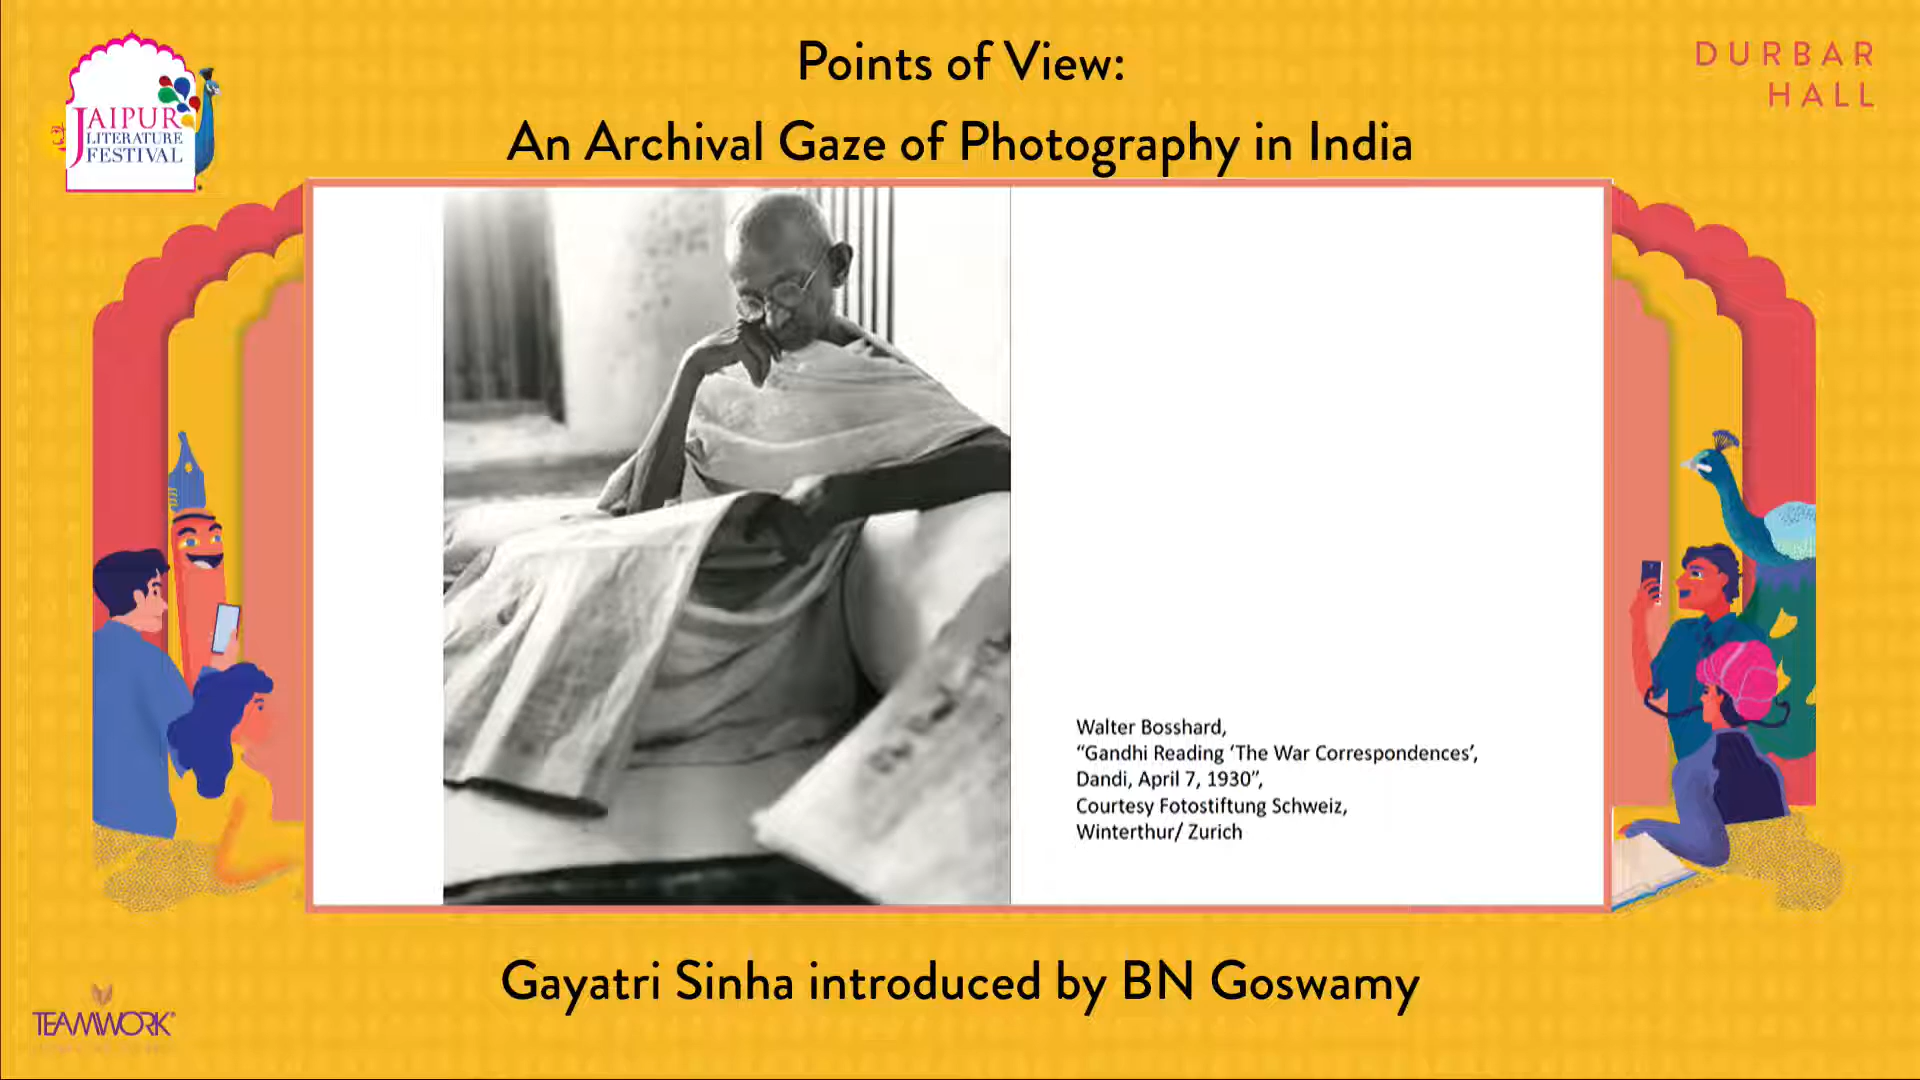 JAIPUR
LITERATURE
FESTIVAL
Points of View:
An Archival Gaze of Photography in India
DURBAR
HALL
Walter Bosshard,
“Gandhi Reading ‘The War Correspondences’,
Dandi, April 7, 1930”,
Courtesy Fotostiftung Schweiz,
Winterthur/ Zurich
Gayatri Sinha introduced by BN Goswamy
TEAMWORK